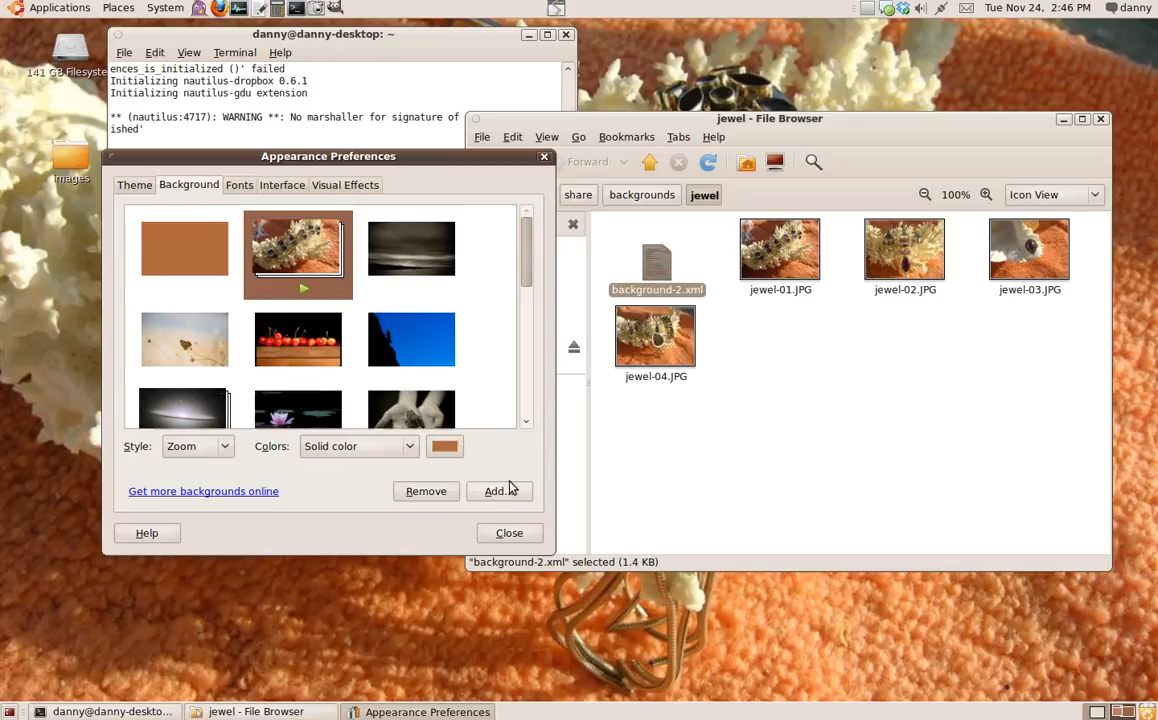 Applications Places System
Tue Nov 24, 2:46 PM danny
141 GB Filesyste
Images
danny@danny-desktop: ~
File Edit View Terminal Help
ences_is_initialized ()' failed
Initializing nautilus-dropbox 0.6.1
Initializing nautilus-gdu extension
** (nautilus:4717): WARNING **: No marshaller for signature of
ished'
jewel - File Browser
File Edit View Go Bookmarks Tabs Help
Forward
share backgrounds jewel
100% Icon View
background-2.xml
jewel-01.JPG
jewel-02.JPG
jewel-03.JPG
jewel-04.JPG
"background-2.xml" selected (1.4 KB)
Appearance Preferences
Theme Background Fonts Interface Visual Effects
Style: Zoom Colors: Solid color
Get more backgrounds online
Remove Add...
Help Close
danny@danny-deskto...
jewel - File Browser
Appearance Preferences